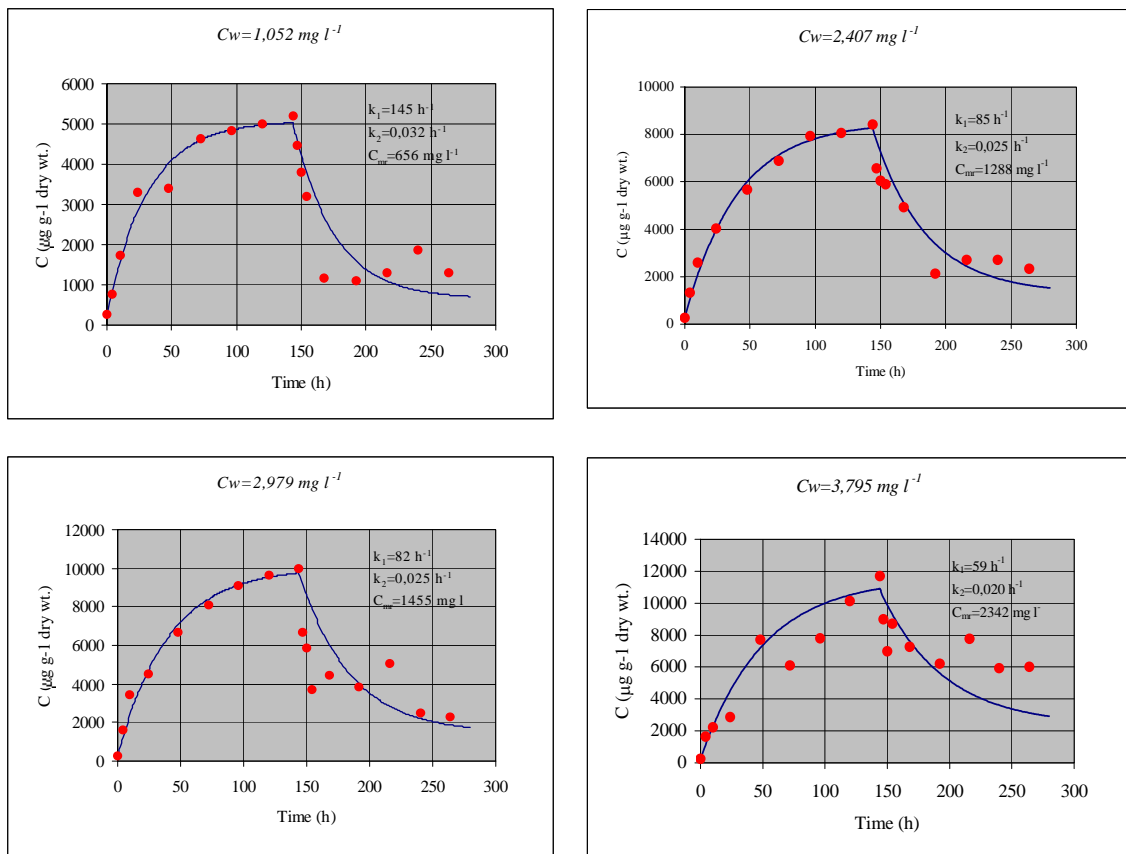 Cw=1,052 mg l⁻¹
6000
5000
4000
3000
2000
1000
0
C (µg g-1 dry wt.)
k₁=145 h⁻¹
k₂=0,032 h⁻¹
Cₘᵣ=656 mg l⁻¹
0 50 100 150 200 250 300
Time (h)
Cw=2,407 mg l⁻¹
10000
8000
6000
4000
2000
0
C (µg g-1 dry wt.)
k₁=85 h⁻¹
k₂=0,025 h⁻¹
Cₘᵣ=1288 mg l⁻¹
0 50 100 150 200 250 300
Time (h)
Cw=2,979 mg l⁻¹
12000
10000
8000
6000
4000
2000
0
C (µg g-1 dry wt.)
k₁=82 h⁻¹
k₂=0,025 h⁻¹
Cₘᵣ=1455 mg l
0 50 100 150 200 250 300
Time (h)
Cw=3,795 mg l⁻¹
14000
12000
10000
8000
6000
4000
2000
0
C (µg g-1 dry wt.)
k₁=59 h⁻¹
k₂=0,020 h⁻¹
Cₘᵣ=2342 mg l⁻
0 50 100 150 200 250 300
Time (h)